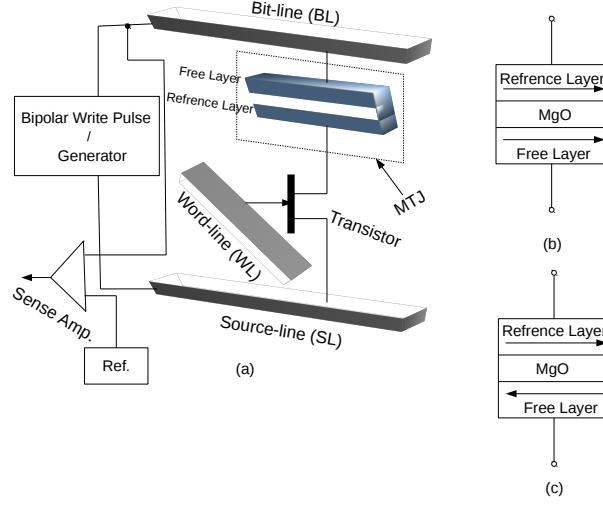 Bit-line (BL)
Free Layer
Refrence Layer
Bipolar Write Pulse
/
Generator
MTJ
Word-line (WL)
Transistor
Sense Amp.
Source-line (SL)
Ref.
(a)
Refrence Layer
MgO
Free Layer
(b)
Refrence Layer
MgO
Free Layer
(c)